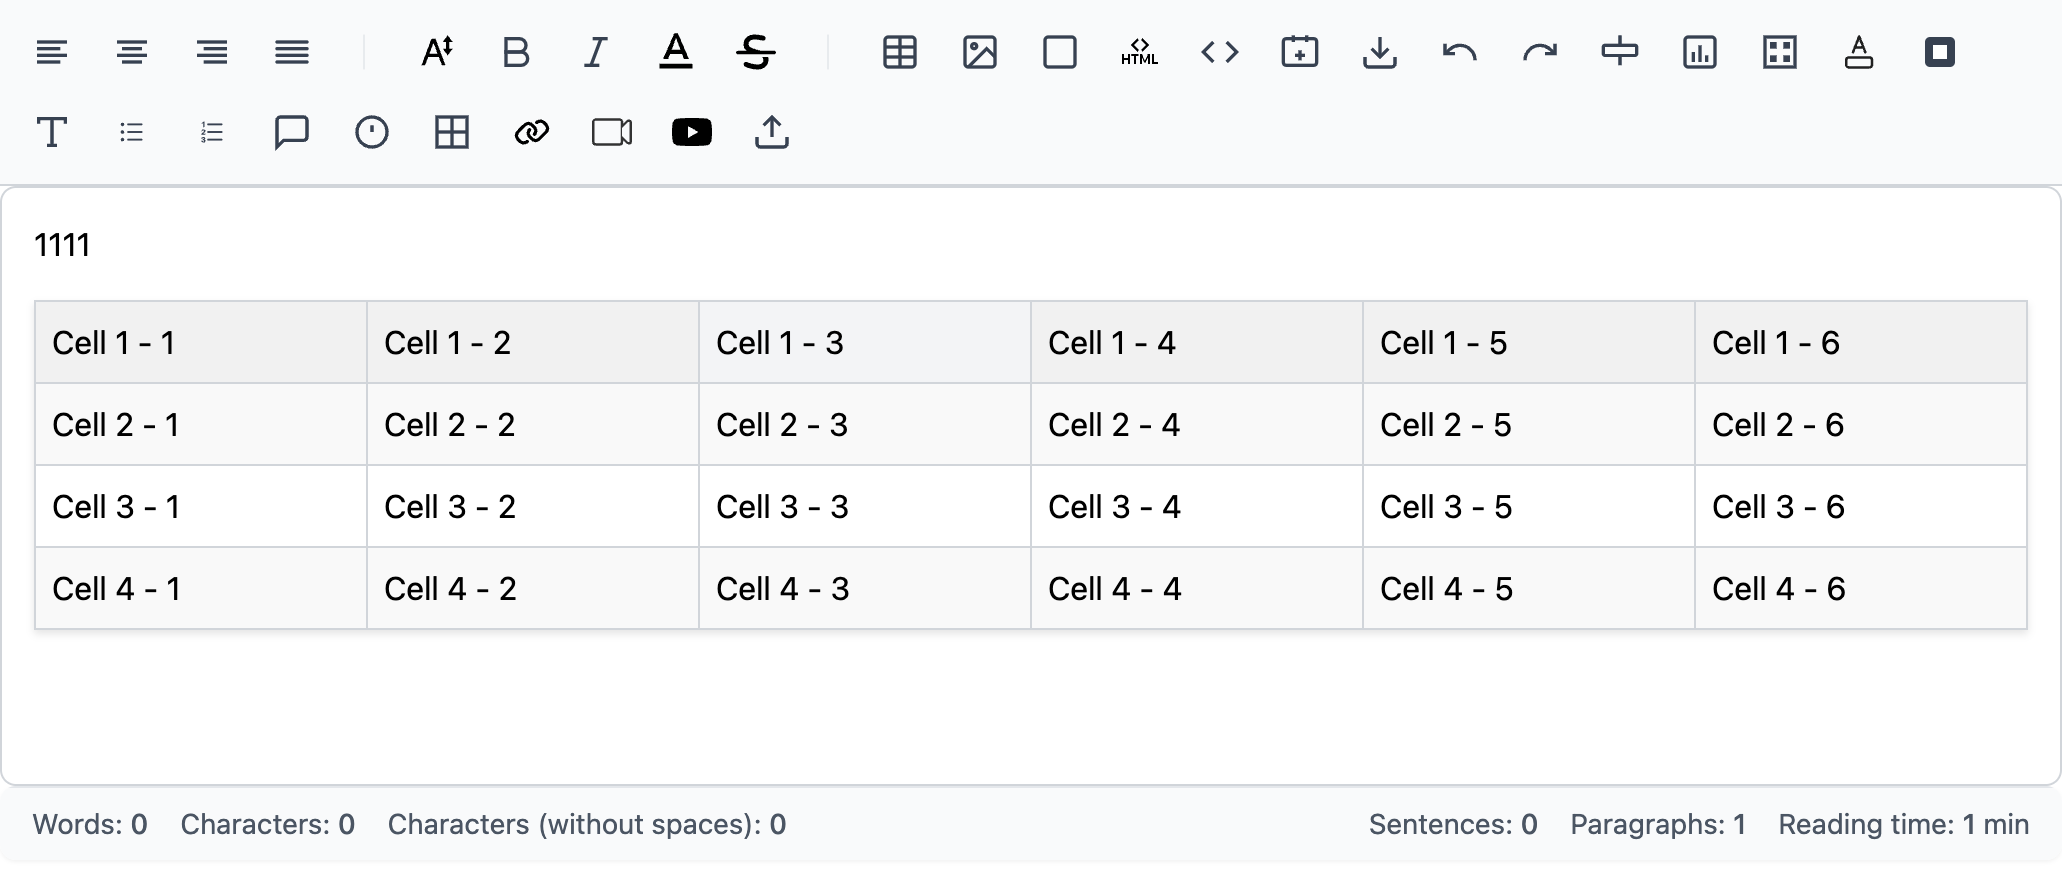 HTML
1111
Cell 1 - 1 Cell 1 - 2 Cell 1 - 3 Cell 1 - 4 Cell 1 - 5 Cell 1 - 6
Cell 2 - 1 Cell 2 - 2 Cell 2 - 3 Cell 2 - 4 Cell 2 - 5 Cell 2 - 6
Cell 3 - 1 Cell 3 - 2 Cell 3 - 3 Cell 3 - 4 Cell 3 - 5 Cell 3 - 6
Cell 4 - 1 Cell 4 - 2 Cell 4 - 3 Cell 4 - 4 Cell 4 - 5 Cell 4 - 6
Words: 0 Characters: 0 Characters (without spaces): 0 Sentences: 0 Paragraphs: 1 Reading time: 1 min